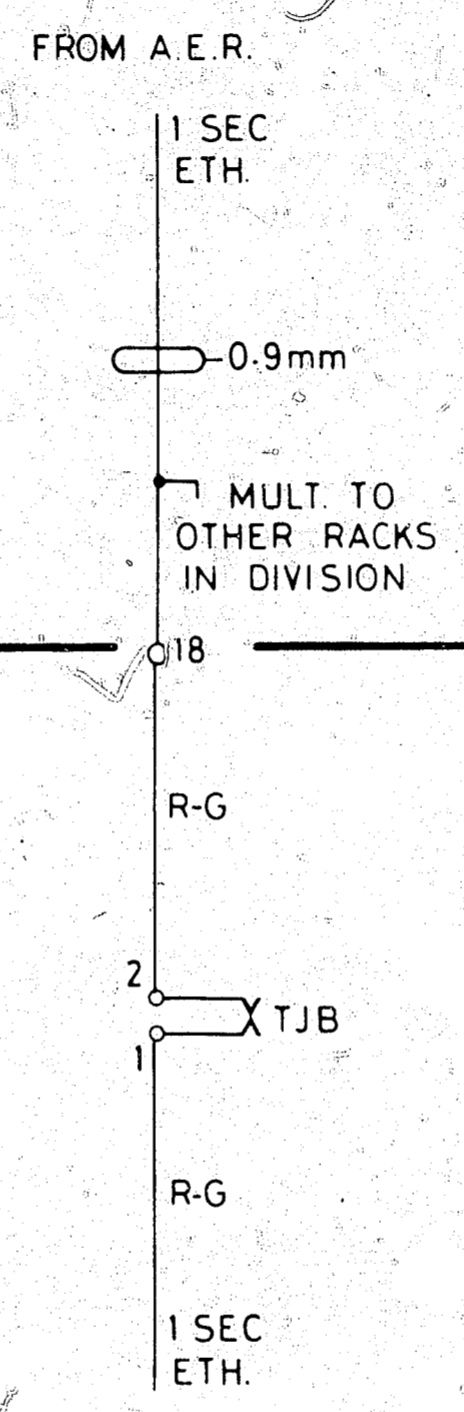 FROM A.E.R.
1 SEC
ETH.
0.9mm
MULT. TO
OTHER RACKS
IN DIVISION
18
R-G
2
TJB
1
R-G
1 SEC
ETH.